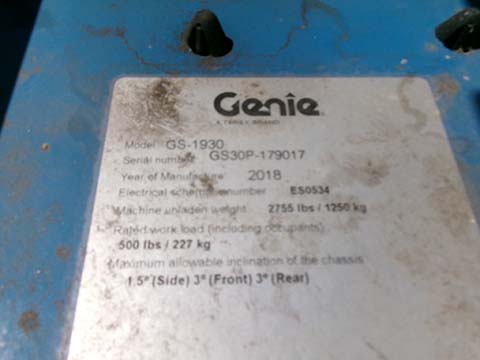 Genie
A TEREX BRAND
Model GS-1930
Serial number GS30P-179017
Year of Manufacture 2018
Electrical schematic number ES0534
Machine unladen weight 2755 lbs / 1250 kg
Rated work load (including occupants)
500 lbs / 227 kg
Maximum allowable inclination of the chassis
1.5° (Side) 3° (Front) 3° (Rear)